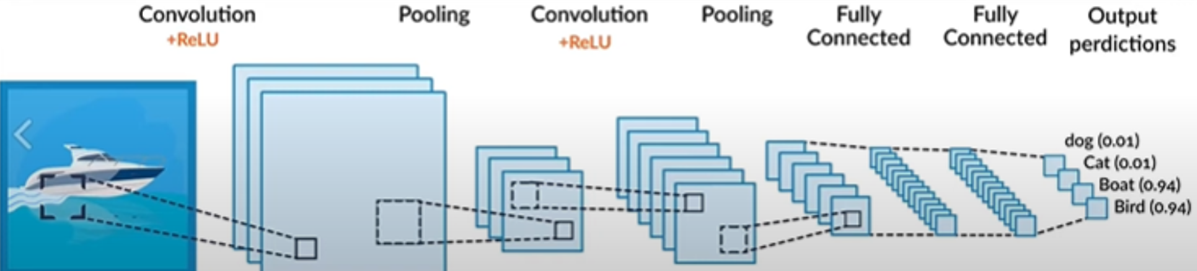 Convolution
+ReLU
Pooling
Convolution
+ReLU
Pooling
Fully
Connected
Fully
Connected
Output
perdictions
dog (0.01)
Cat (0.01)
Boat (0.94)
Bird (0.94)